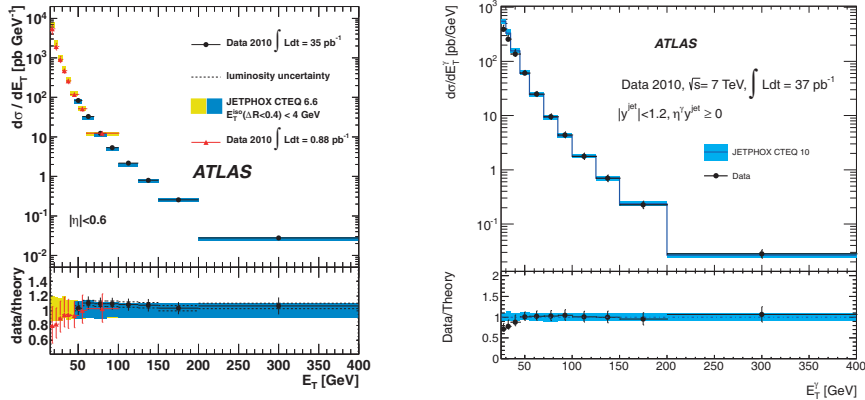 dσ / dE_T [pb GeV⁻¹]
10⁴
10³
10²
10
1
10⁻¹
10⁻²
Data 2010 ∫ Ldt = 35 pb⁻¹
luminosity uncertainty
JETPHOX CTEQ 6.6
E_T^iso(ΔR<0.4) < 4 GeV
Data 2010 ∫ Ldt = 0.88 pb⁻¹
ATLAS
|η|<0.6
data/theory
1.4
1.2
1
0.8
0.6
50 100 150 200 250 300 350 400
E_T [GeV]
dσ/dE_T^γ [pb/GeV]
10³
10²
10
1
10⁻¹
ATLAS
Data 2010, √s= 7 TeV, ∫ Ldt = 37 pb⁻¹
|y^jet|<1.2, η^γy^jet ≥ 0
JETPHOX CTEQ 10
Data
Data/Theory
2
1.5
1
0.5
0
50 100 150 200 250 300 350 400
E_T^γ [GeV]